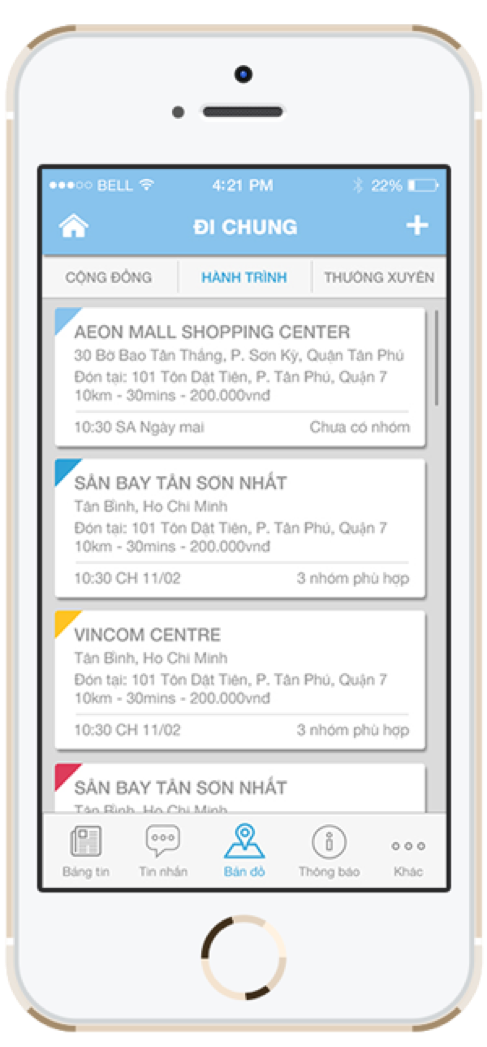 BELL 4:21 PM 22%
ĐI CHUNG +
CỘNG ĐỒNG HÀNH TRÌNH THƯỜNG XUYÊN
AEON MALL SHOPPING CENTER
30 Bờ Bao Tân Thắng, P. Sơn Kỳ, Quận Tân Phú
Đón tại: 101 Tôn Dật Tiên, P. Tân Phú, Quận 7
10km - 30mins - 200.000vnđ
10:30 SA Ngày mai Chưa có nhóm
SÂN BAY TÂN SƠN NHẤT
Tân Bình, Ho Chi Minh
Đón tại: 101 Tôn Dật Tiên, P. Tân Phú, Quận 7
10km - 30mins - 200.000vnđ
10:30 CH 11/02 3 nhóm phù hợp
VINCOM CENTRE
Tân Bình, Ho Chi Minh
Đón tại: 101 Tôn Dật Tiên, P. Tân Phú, Quận 7
10km - 30mins - 200.000vnđ
10:30 CH 11/02 3 nhóm phù hợp
SÂN BAY TÂN SƠN NHẤT
Tân Bình, Ho Chi Minh
Bảng tin Tin nhắn Bản đồ Thông báo Khác